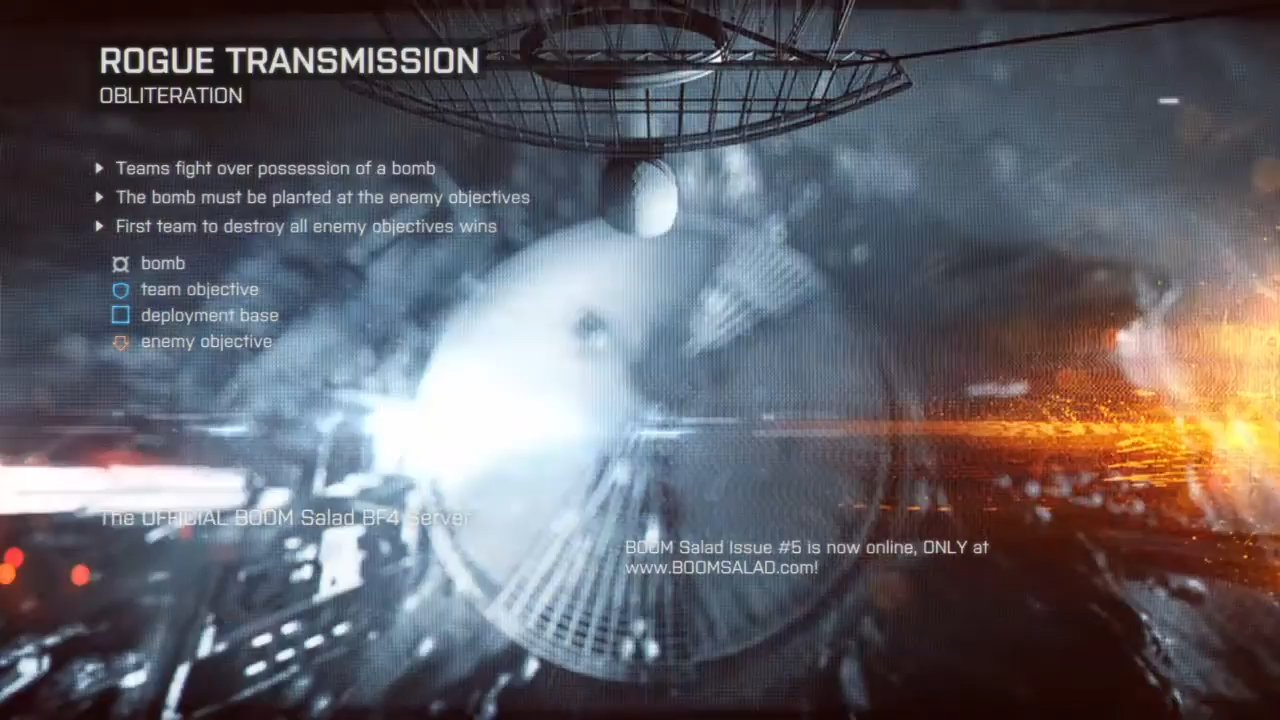 ROGUE TRANSMISSION
OBLITERATION
Teams fight over possession of a bomb
The bomb must be planted at the enemy objectives
First team to destroy all enemy objectives wins
bomb
team objective
deployment base
enemy objective
The OFFICIAL BOOM Salad BF4 Server
BOOM Salad Issue #5 is now online, ONLY at
www.BOOMSALAD.com!